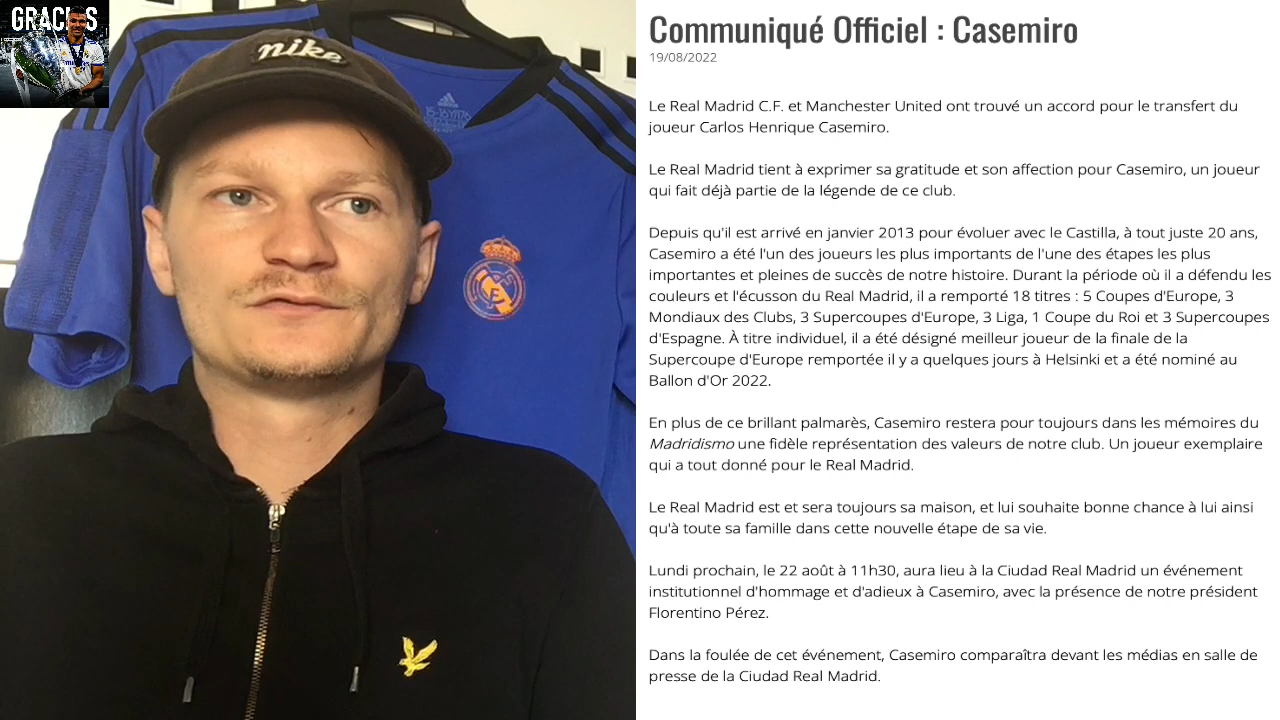 GRACIAS
nike
adidas
Communiqué Officiel : Casemiro
19/08/2022
Le Real Madrid C.F. et Manchester United ont trouvé un accord pour le transfert du
joueur Carlos Henrique Casemiro.
Le Real Madrid tient à exprimer sa gratitude et son affection pour Casemiro, un joueur
qui fait déjà partie de la légende de ce club.
Depuis qu'il est arrivé en janvier 2013 pour évoluer avec le Castilla, à tout juste 20 ans,
Casemiro a été l'un des joueurs les plus importants de l'une des étapes les plus
importantes et pleines de succès de notre histoire. Durant la période où il a défendu les
couleurs et l'écusson du Real Madrid, il a remporté 18 titres : 5 Coupes d'Europe, 3
Mondiaux des Clubs, 3 Supercoupes d'Europe, 3 Liga, 1 Coupe du Roi et 3 Supercoupes
d'Espagne. À titre individuel, il a été désigné meilleur joueur de la finale de la
Supercoupe d'Europe remportée il y a quelques jours à Helsinki et a été nominé au
Ballon d'Or 2022.
En plus de ce brillant palmarès, Casemiro restera pour toujours dans les mémoires du
Madridismo une fidèle représentation des valeurs de notre club. Un joueur exemplaire
qui a tout donné pour le Real Madrid.
Le Real Madrid est et sera toujours sa maison, et lui souhaite bonne chance à lui ainsi
qu'à toute sa famille dans cette nouvelle étape de sa vie.
Lundi prochain, le 22 août à 11h30, aura lieu à la Ciudad Real Madrid un événement
institutionnel d'hommage et d'adieux à Casemiro, avec la présence de notre président
Florentino Pérez.
Dans la foulée de cet événement, Casemiro comparaîtra devant les médias en salle de
presse de la Ciudad Real Madrid.